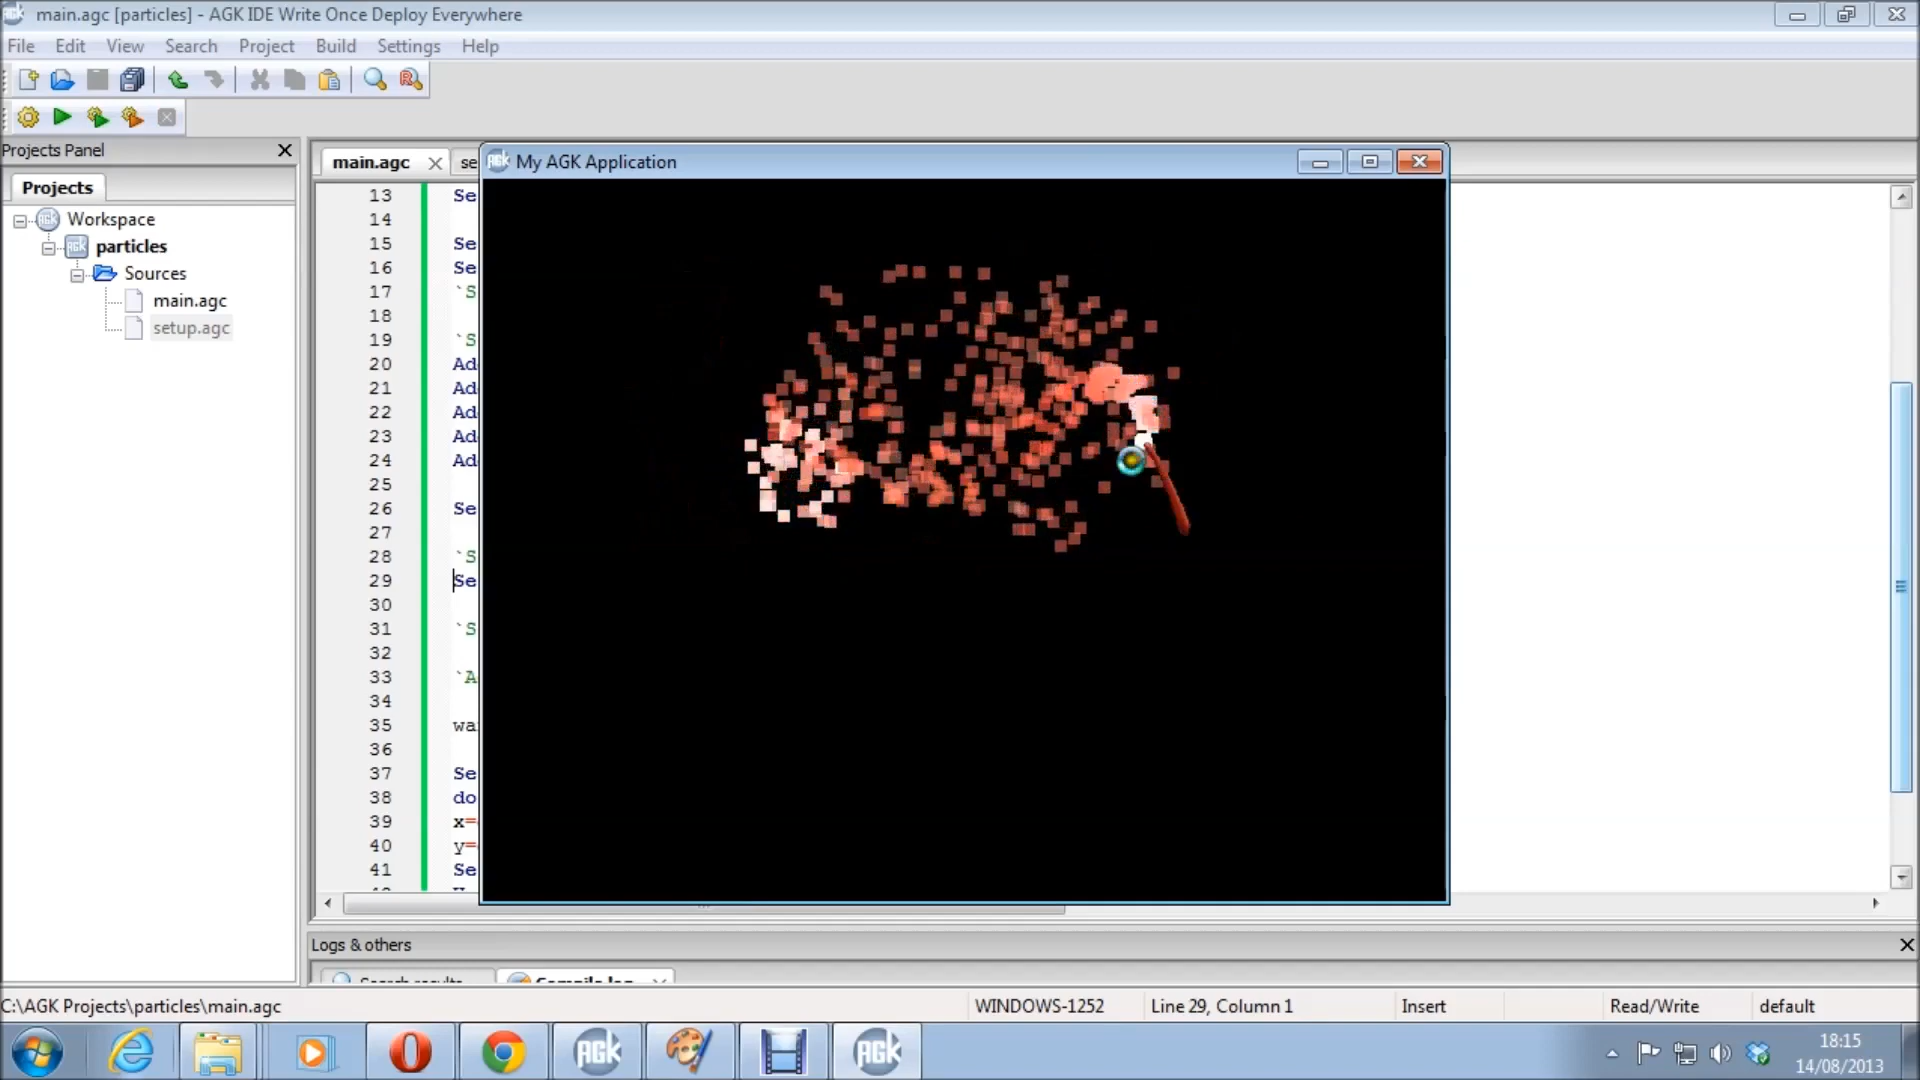 main.agc [particles] - AGK IDE Write Once Deploy Everywhere
File Edit View Search Project Build Settings Help
Projects Panel
Projects
Workspace
particles
Sources
main.agc
setup.agc
main.agc se
My AGK Application
13 Se
14
15 Se
16 Se
17 `S
18
19 `S
20 Ad
21 Ad
22 Ad
23 Ad
24 Ad
25
26 Se
27
28 `S
29 Se
30
31 `S
32
33 `A
34
35 wa
36
37 Se
38 do
39 x=
40 y=
41 Se
Logs & others
Search results
C:\AGK Projects\particles\main.agc WINDOWS-1252 Line 29, Column 1 Insert Read/Write default
AGK AGK
18:15
14/08/2013